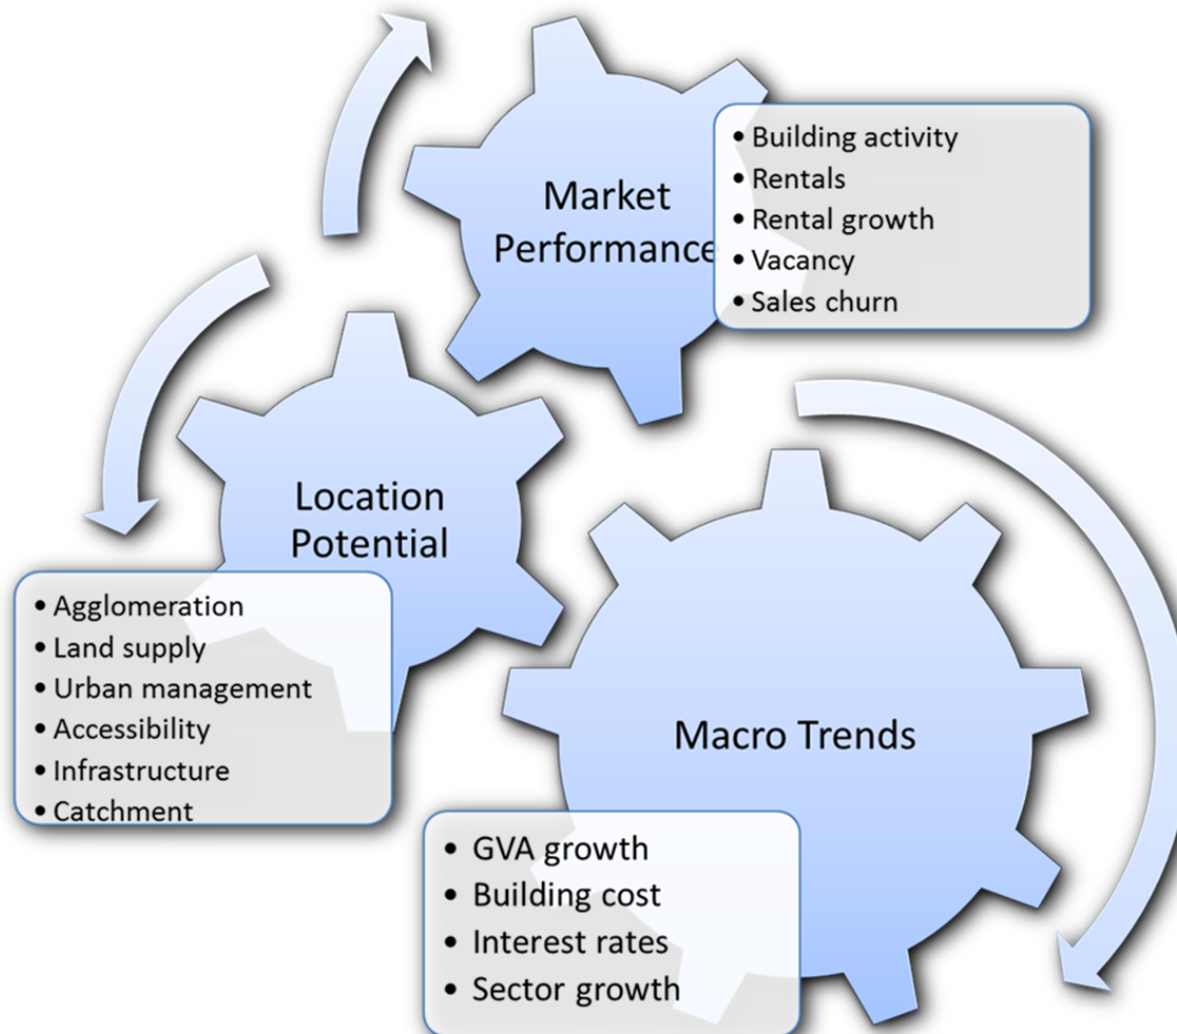 Market
Performance
• Building activity
• Rentals
• Rental growth
• Vacancy
• Sales churn
Location
Potential
• Agglomeration
• Land supply
• Urban management
• Accessibility
• Infrastructure
• Catchment
Macro Trends
• GVA growth
• Building cost
• Interest rates
• Sector growth